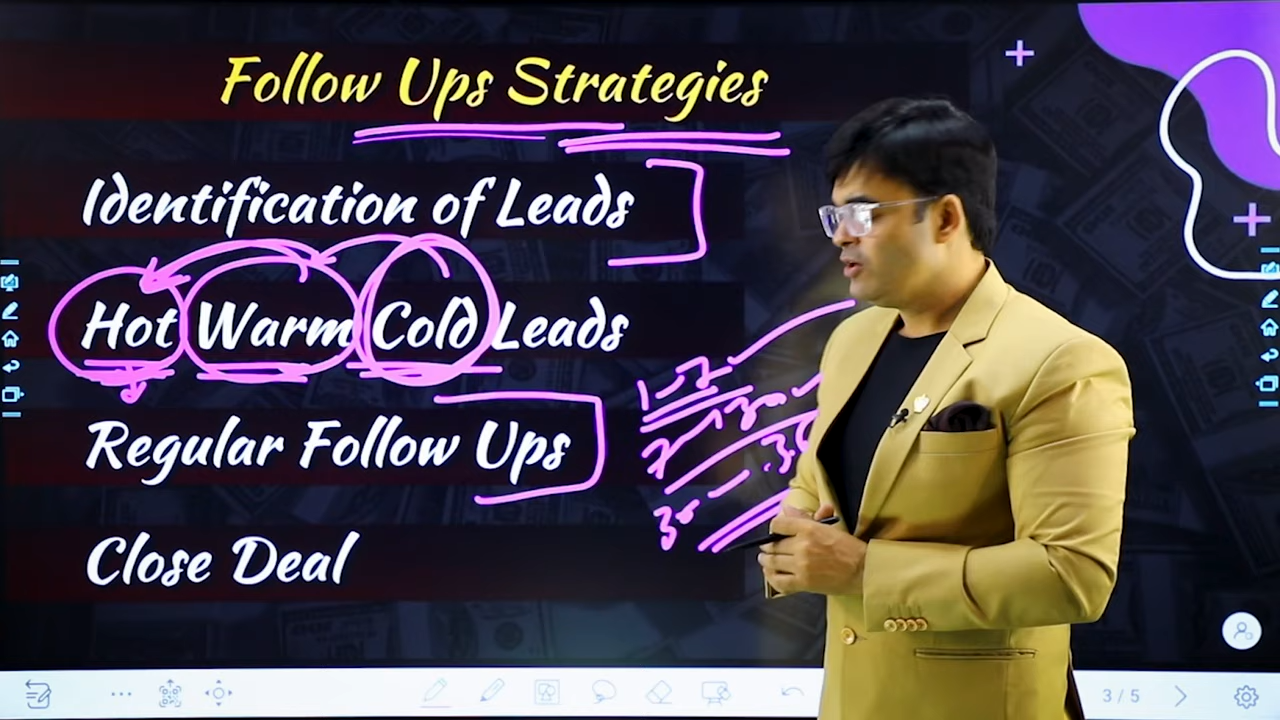 Follow Ups Strategies
Identification of Leads
Hot Warm Cold Leads
Regular Follow Ups
Close Deal
3 / 5